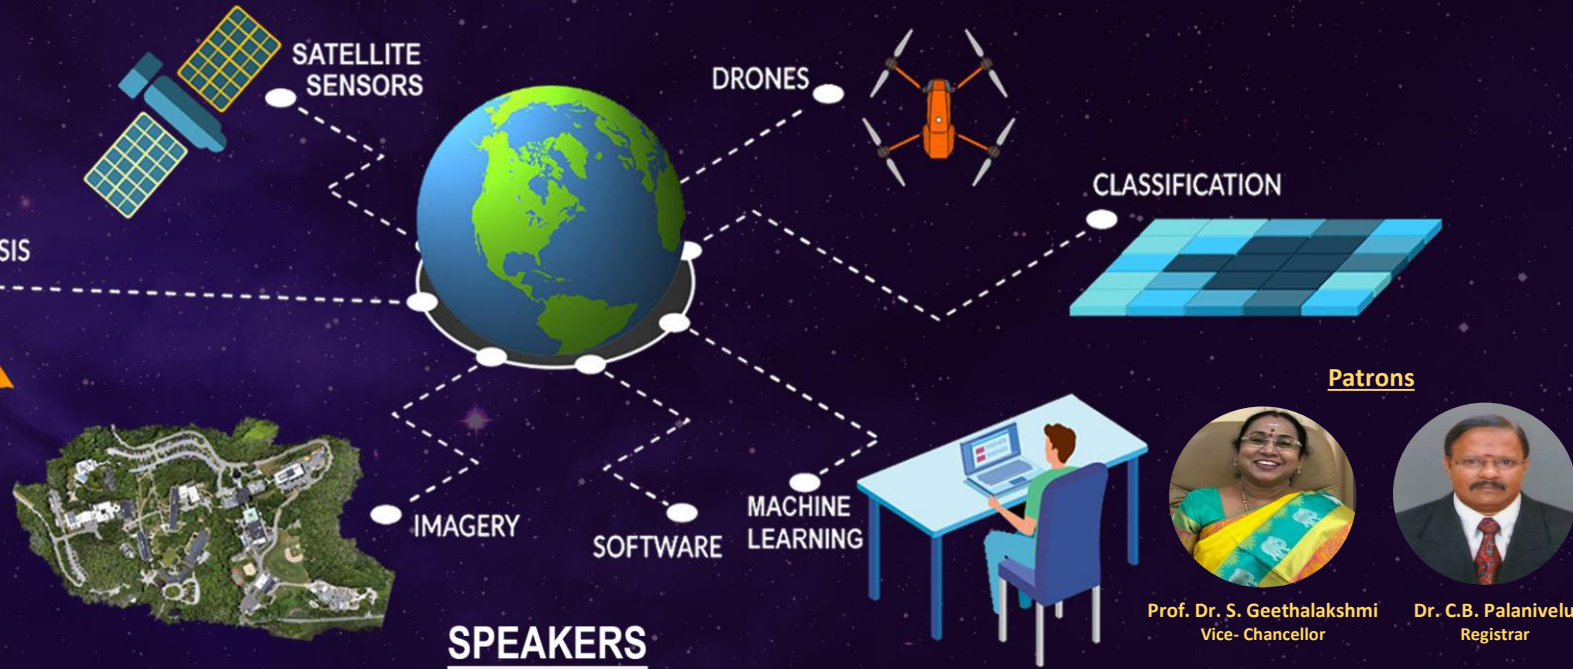 SATELLITE
SENSORS
DRONES
CLASSIFICATION
SIS
Patrons
IMAGERY
SOFTWARE
MACHINE
LEARNING
Prof. Dr. S. Geethalakshmi
Vice- Chancellor
Dr. C.B. Palanivelu
Registrar
SPEAKERS